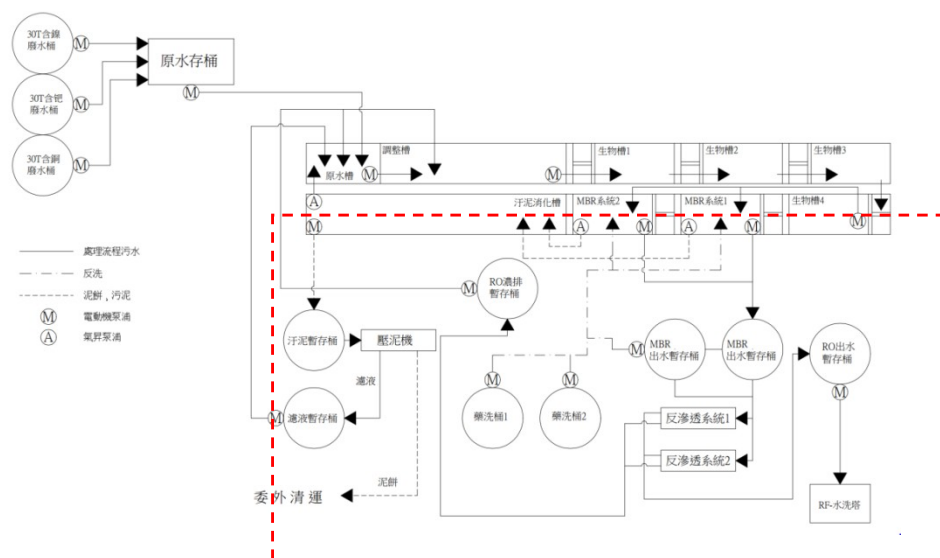 30T含鎳
廢水桶
M
原水存桶
M
30T含鈀
廢水桶
M
30T含銅
廢水桶
M
調整槽
生物槽1
生物槽2
生物槽3
原水槽
M
M
A
汙泥消化槽
MBR系統2
MBR系統1
生物槽4
M
M
A
M
A
M
處理流程污水
反洗
泥餅，污泥
M
電動機泵浦
A
氣昇泵浦
M
RO濃排
暫存桶
汙泥暫存桶
壓泥機
濾液
M
濾液暫存桶
M
藥洗桶1
M
藥洗桶2
M
MBR
出水暫存桶
MBR
出水暫存桶
RO出水
暫存桶
M
反滲透系統1
反滲透系統2
泥餅
委外清運
RF-水洗塔